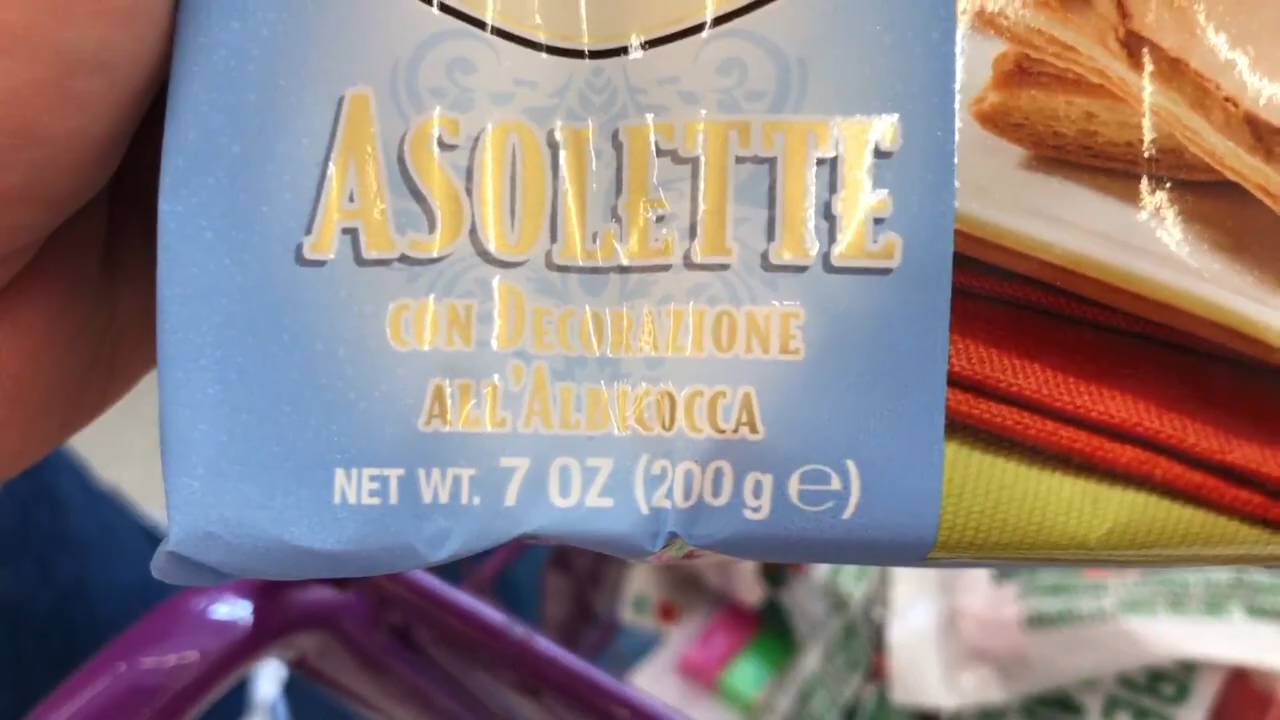 ASOLETTE
CON DECORAZIONE
ALL'ALBICOCCA
NET WT. 7 OZ (200 g ℮)